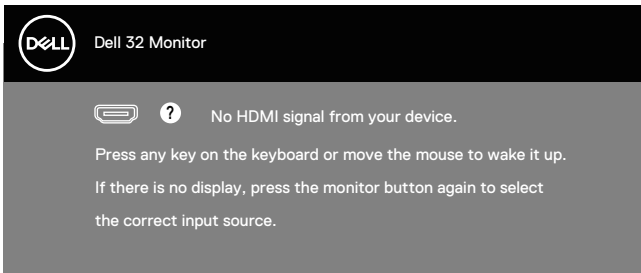 DELL
Dell 32 Monitor
? No HDMI signal from your device.
Press any key on the keyboard or move the mouse to wake it up.
If there is no display, press the monitor button again to select
the correct input source.